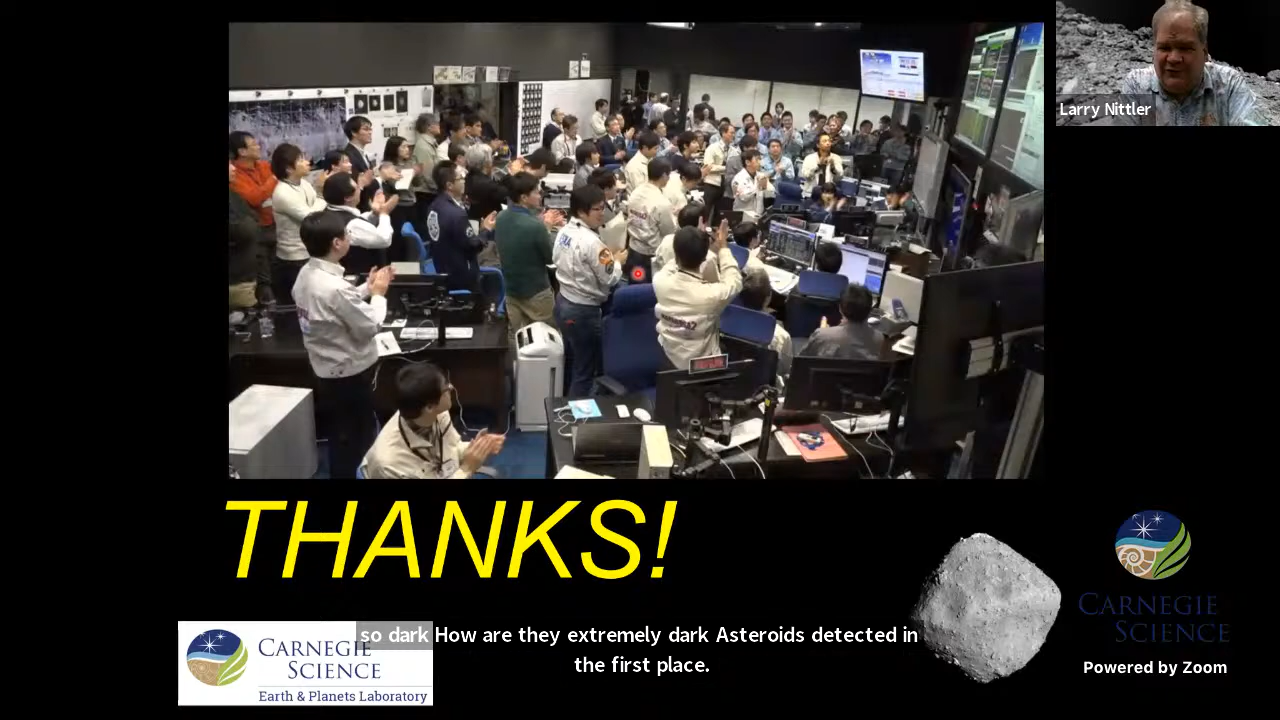 Larry Nittler
THANKS!
CARNEGIE
SCIENCE
Earth & Planets Laboratory
so dark How are they extremely dark Asteroids detected in
the first place.
CARNEGIE
SCIENCE
Powered by Zoom